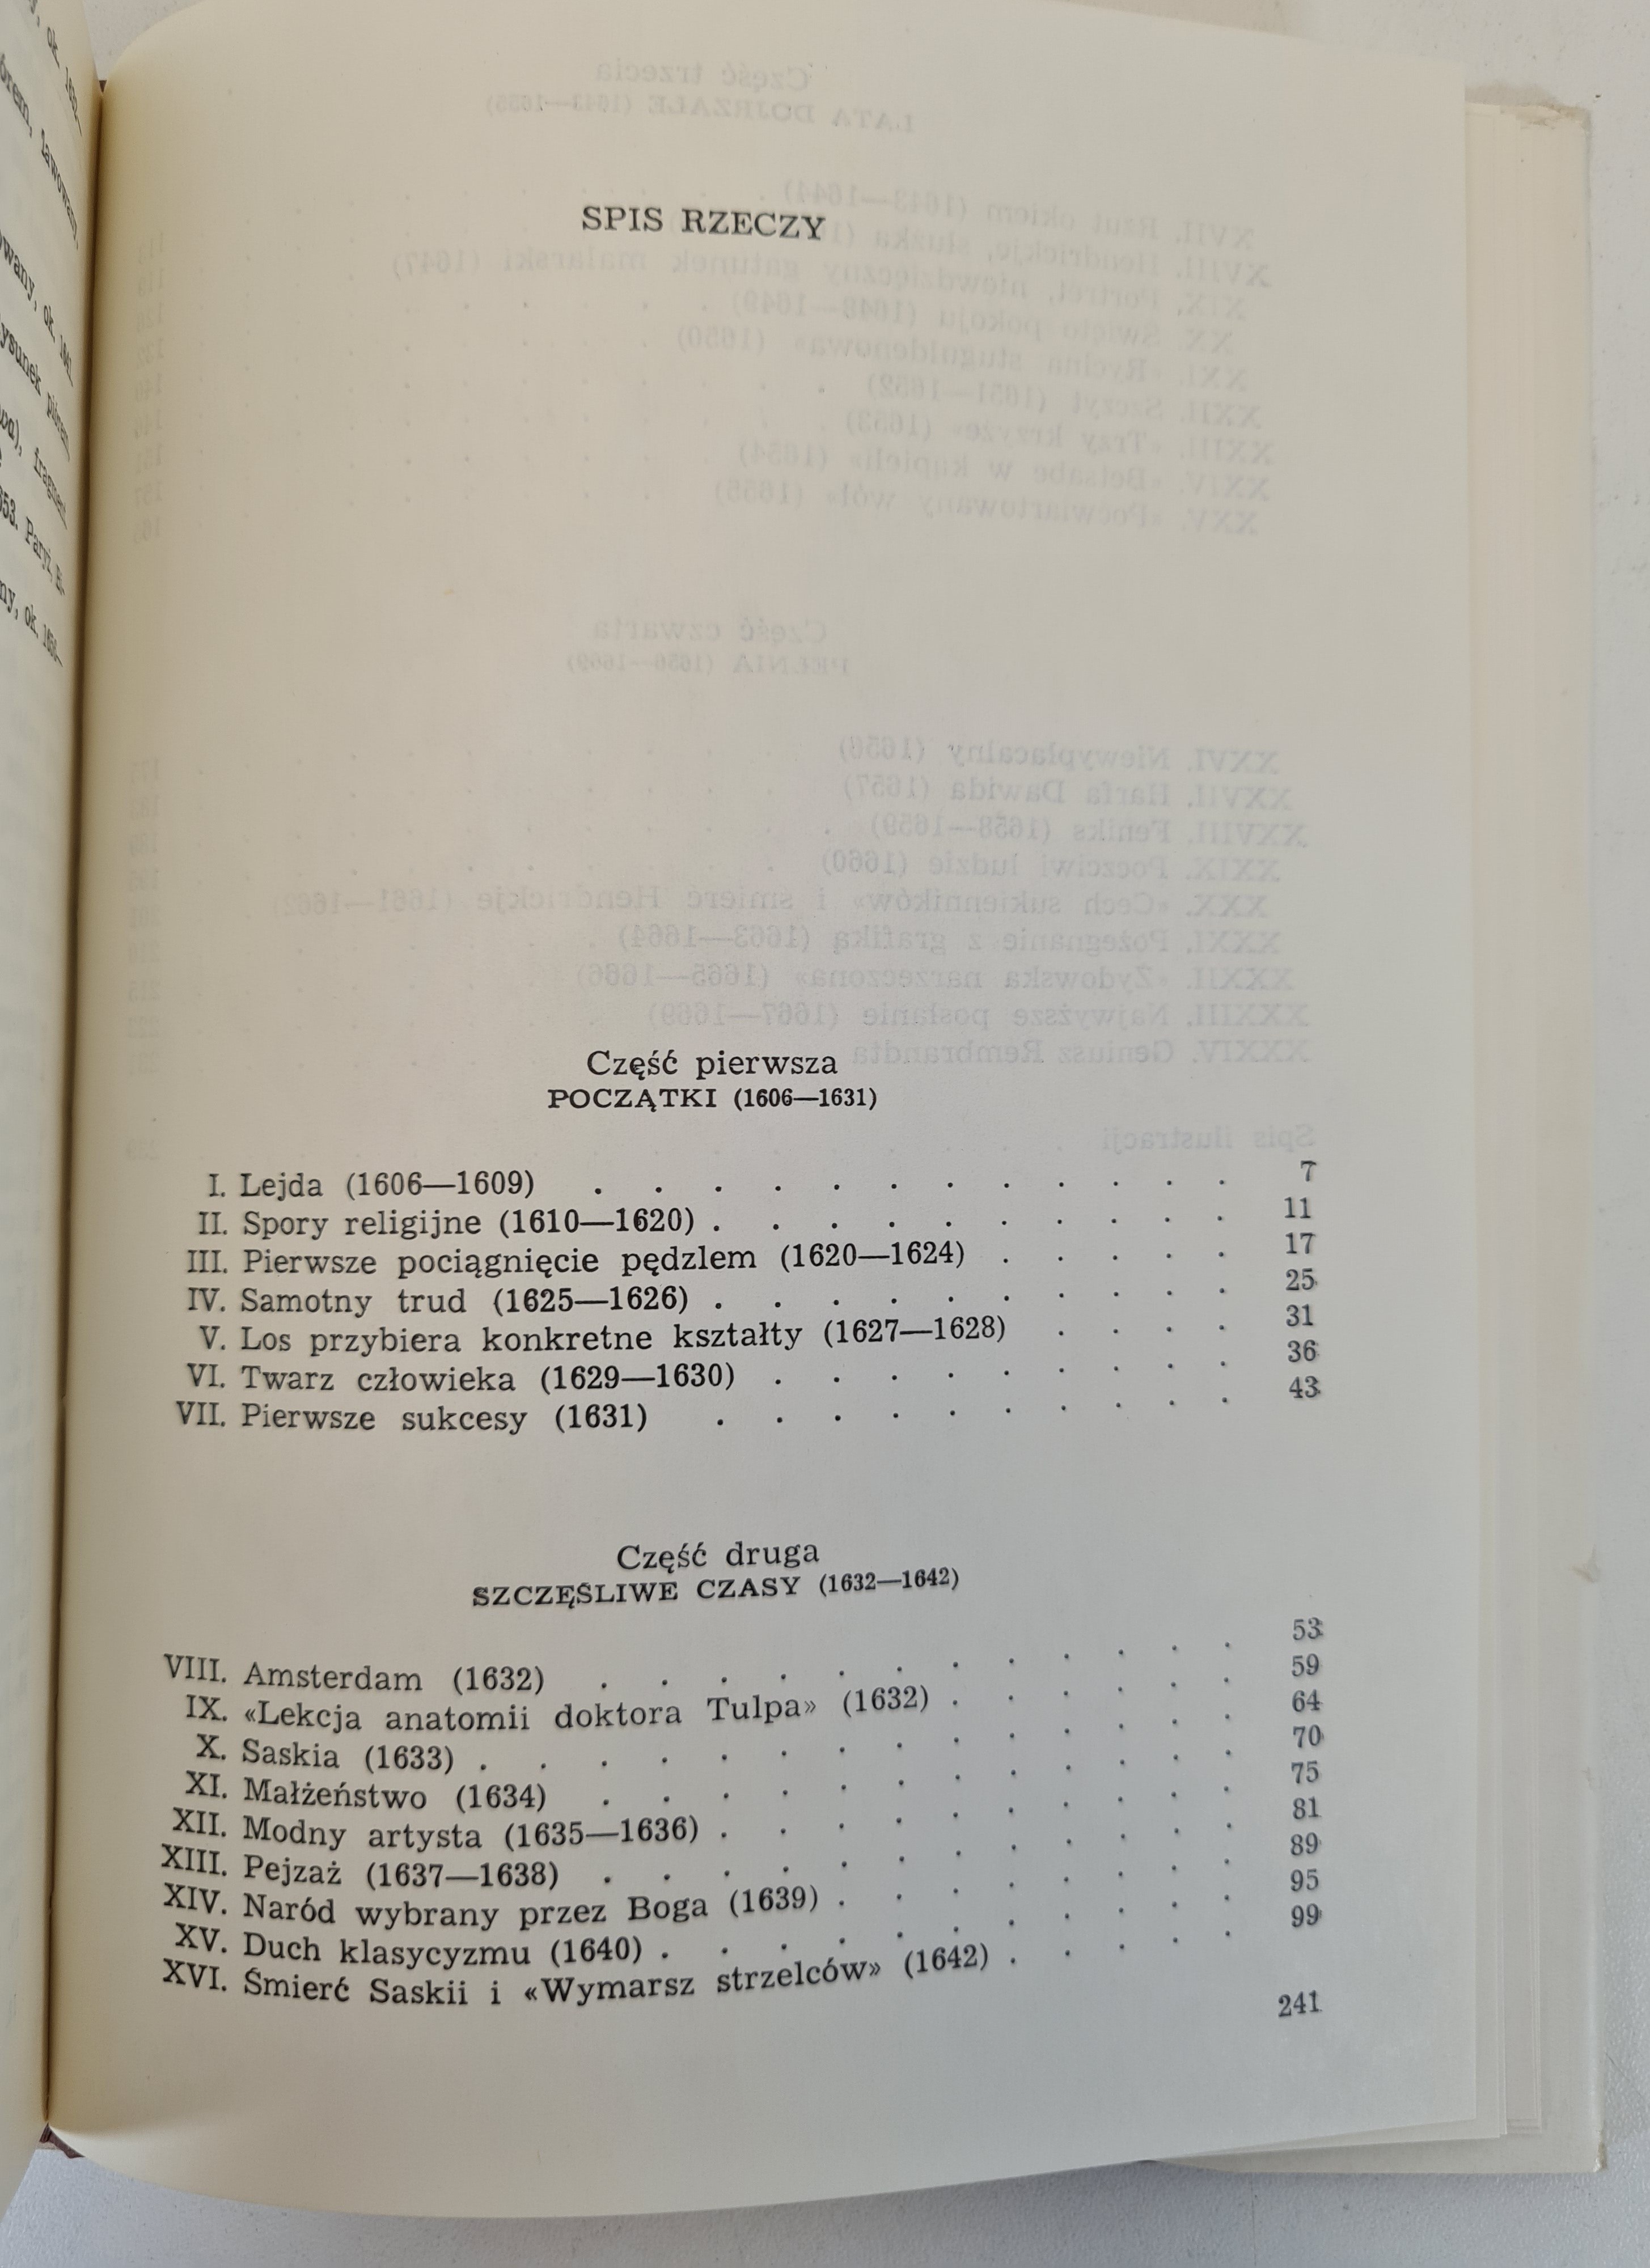 SPIS RZECZY
Część pierwsza
POCZĄTKI (1606—1631)
I. Lejda (1606—1609) . . . . . . . . . . . . 7
II. Spory religijne (1610—1620) . . . . . . . . . . 11
III. Pierwsze pociągnięcie pędzlem (1620—1624) . . . . . 17
IV. Samotny trud (1625—1626) . . . . . . . . . . 25
V. Los przybiera konkretne kształty (1627—1628) . . . . 31
VI. Twarz człowieka (1629—1630) . . . . . . . . . 36
VII. Pierwsze sukcesy (1631) . . . . . . . . . . 43
Część druga
SZCZĘŚLIWE CZASY (1632—1642)
VIII. Amsterdam (1632) . . . . . . . . . . . . 53
IX. «Lekcja anatomii doktora Tulpa» (1632) . . . . . . 59
X. Saskia (1633) . . . . . . . . . . . . . . 64
XI. Małżeństwo (1634) . . . . . . . . . . . . 70
XII. Modny artysta (1635—1636) . . . . . . . . . . 75
XIII. Pejzaż (1637—1638) . . . . . . . . . . . . 81
XIV. Naród wybrany przez Boga (1639) . . . . . . . . 89
XV. Duch klasycyzmu (1640) . . . . . . . . . . . 95
XVI. Śmierć Saskii i «Wymarsz strzelców» (1642) . . . . . 99
241